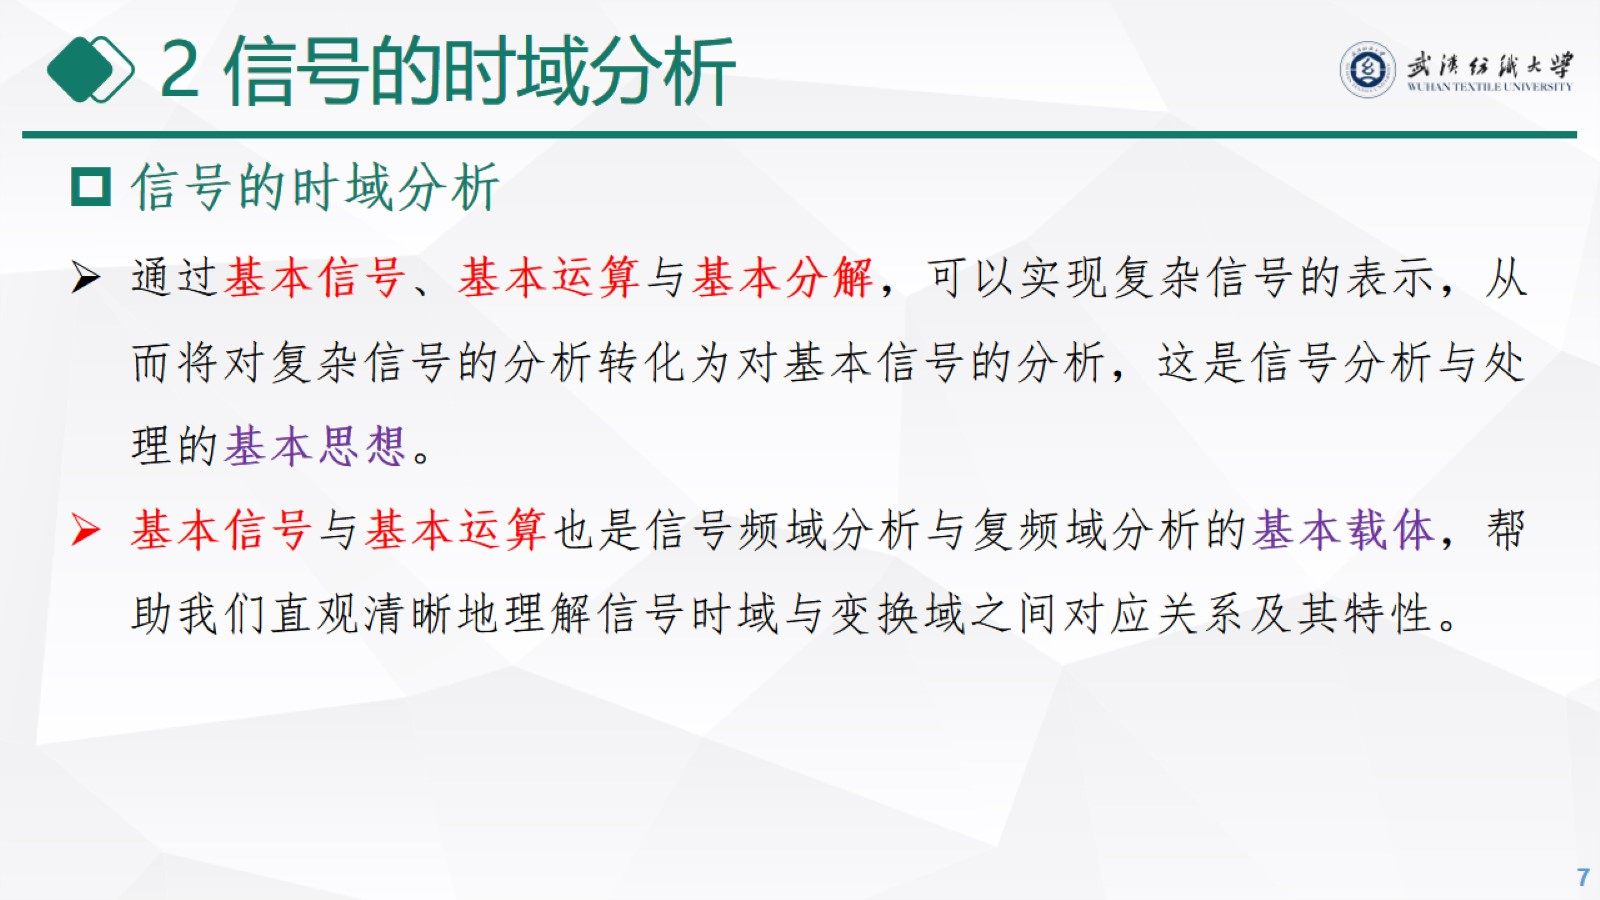 2 信号的时域分析
武汉纺织大学
WUHAN TEXTILE UNIVERSITY
信号的时域分析
通过基本信号、基本运算与基本分解，可以实现复杂信号的表示，从
而将对复杂信号的分析转化为对基本信号的分析，这是信号分析与处
理的基本思想。
基本信号与基本运算也是信号频域分析与复频域分析的基本载体，帮
助我们直观清晰地理解信号时域与变换域之间对应关系及其特性。
7